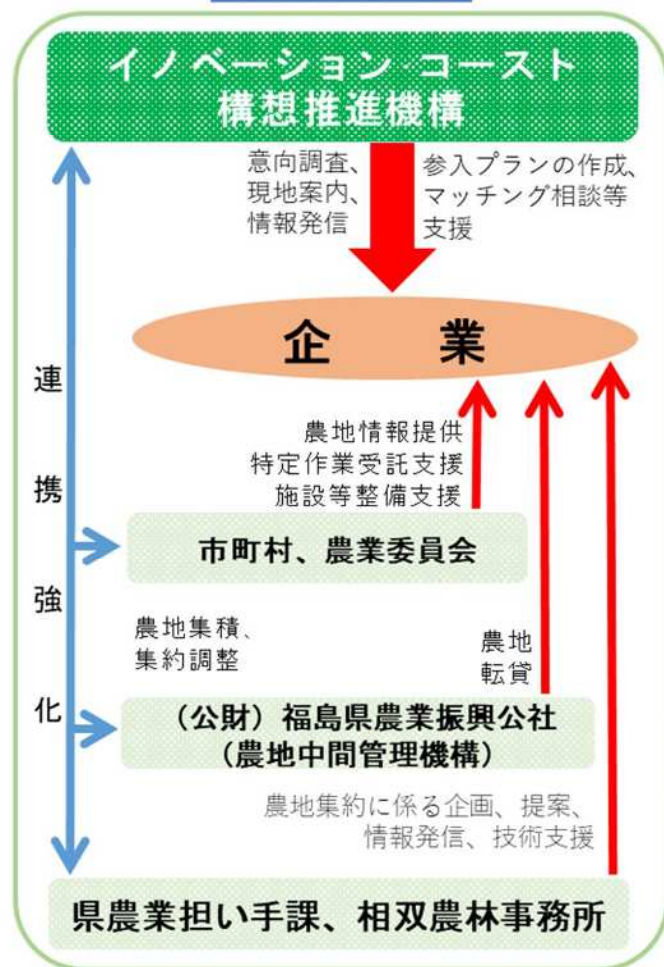 イノベーション・コースト
構想推進機構
意向調査、
現地案内、
情報発信
参入プランの作成、
マッチング相談等
支援
企　業
連携強化
農地情報提供
特定作業受託支援
施設等整備支援
市町村、農業委員会
農地集積、
集約調整
農地
転貸
（公財）福島県農業振興公社
（農地中間管理機構）
農地集約に係る企画、提案、
情報発信、技術支援
県農業担い手課、相双農林事務所